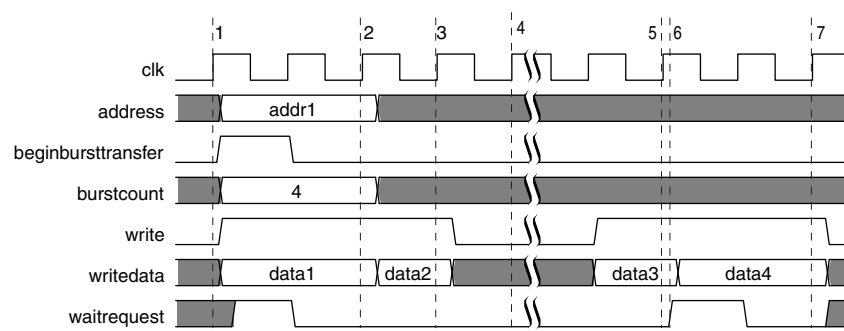 1 2 3 4 5 6 7
clk
address addr1
beginbursttransfer
burstcount 4
write
writedata data1 data2 data3 data4
waitrequest